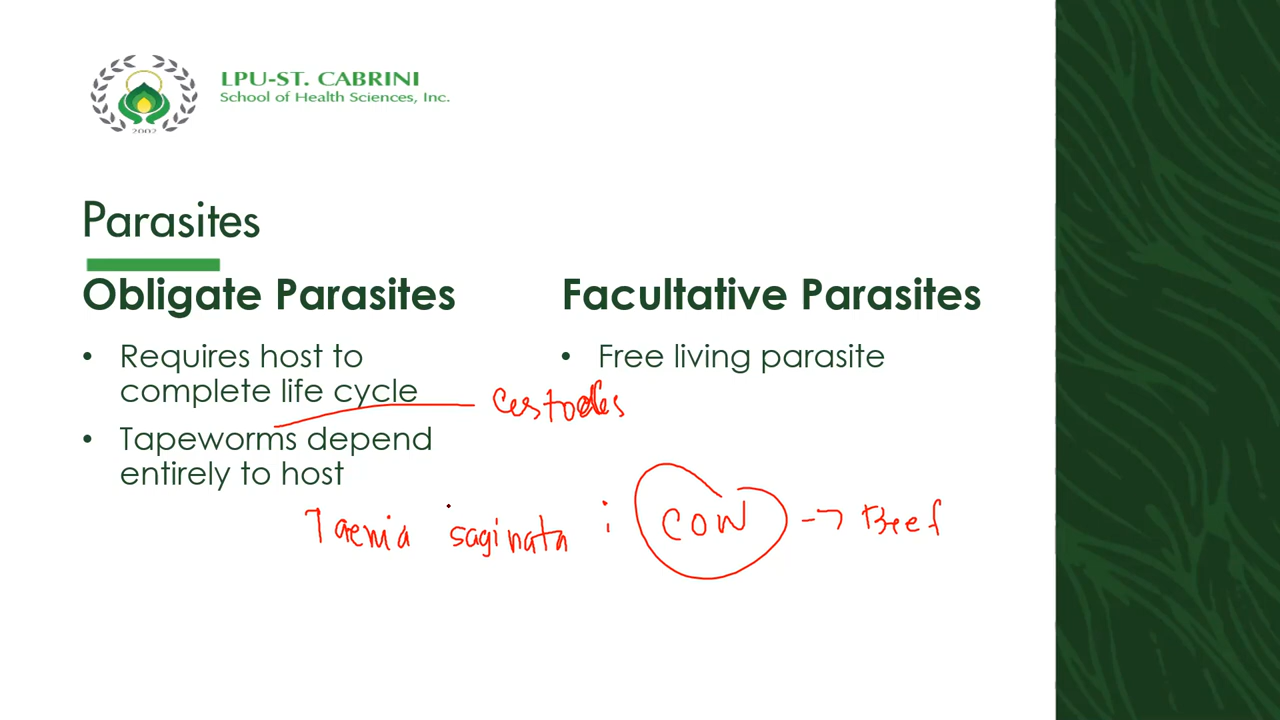 LPU-ST. CABRINI
School of Health Sciences, Inc.
2002
Parasites
Obligate Parasites
• Requires host to
complete life cycle
• Tapeworms depend
entirely to host
Facultative Parasites
• Free living parasite
cestodes
Taenia saginata : COW -> Beef